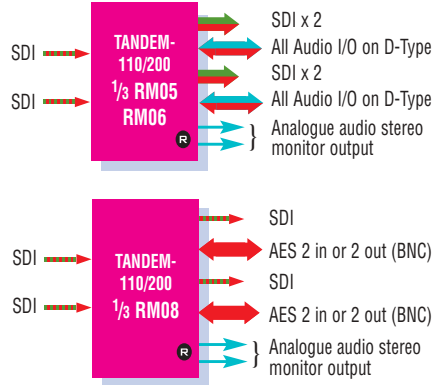 SDI
SDI
TANDEM-
110/200
1/3 RM05
RM06
R
SDI x 2
All Audio I/O on D-Type
SDI x 2
All Audio I/O on D-Type
} Analogue audio stereo
monitor output
SDI
SDI
TANDEM-
110/200
1/3 RM08
R
SDI
AES 2 in or 2 out (BNC)
SDI
AES 2 in or 2 out (BNC)
} Analogue audio stereo
monitor output